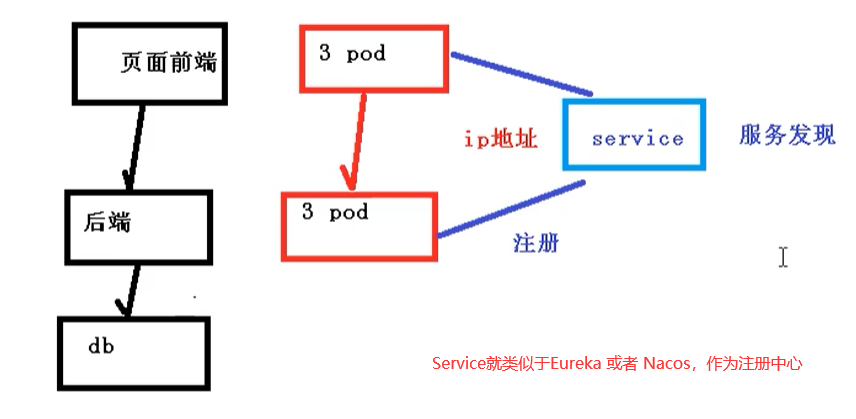 页面前端
3 pod
ip地址
service
服务发现
后端
3 pod
注册
db
Service就类似于Eureka 或者 Nacos，作为注册中心